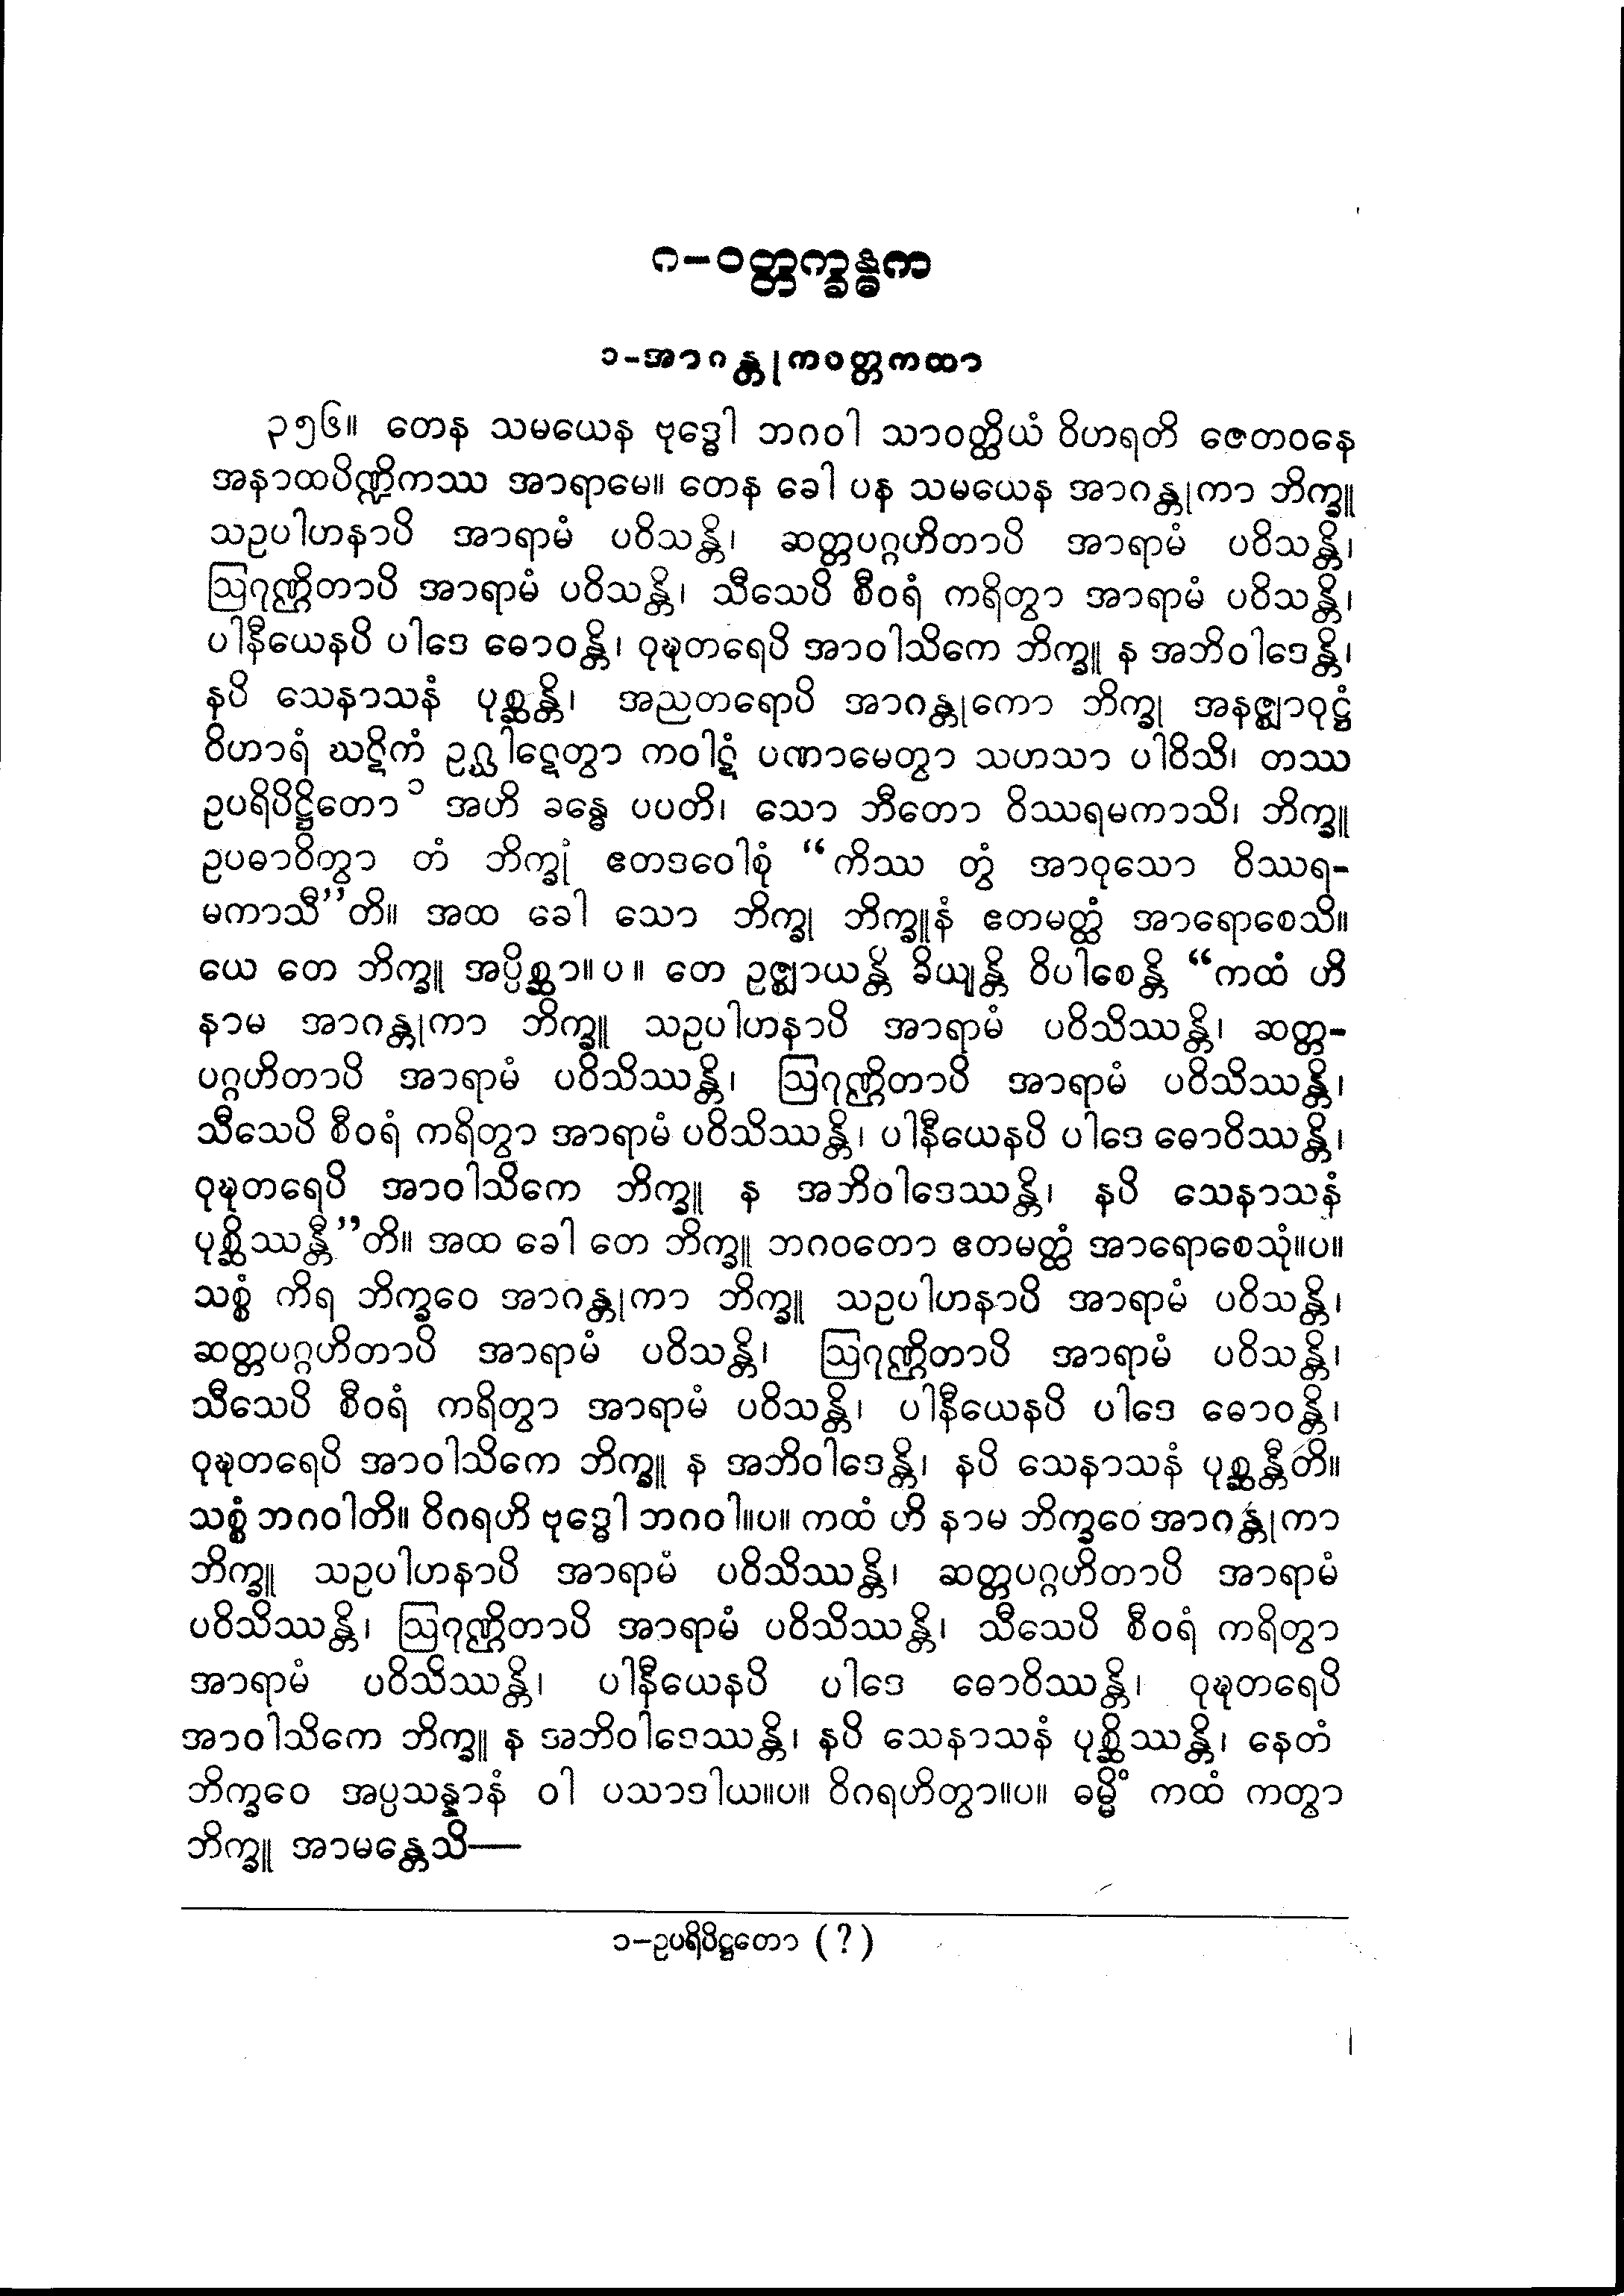 ဂ-ဝတ္တက္ခန္ဓက
၁-အာဂန္တုကဝတ္တကထာ
၃၅၆။ တေန သမယေန ဗုဒ္ဓေါ ဘဂဝါ သာဝတ္ထိယံ ဝိဟရတိ ဇေတဝနေ
အနာထပိဏ္ဍိကဿ အာရာမေ။ တေန ခေါ ပန သမယေန အာဂန္တုကာ ဘိက္ခူ
သဥပါဟနာပိ အာရာမံ ပဝိသန္တိ၊ ဆတ္တပဂ္ဂဟိတာပိ အာရာမံ ပဝိသန္တိ၊
ဩဂုဏ္ဌိတာပိ အာရာမံ ပဝိသန္တိ၊ သီသေပိ စီဝရံ ကရိတွာ အာရာမံ ပဝိသန္တိ၊
ပါနီယေနပိ ပါဒေ ဓောဝန္တိ၊ ဝုဍ္ဎတရေပိ အာဝါသိကေ ဘိက္ခူ န အဘိဝါဒေန္တိ၊
နပိ သေနာသနံ ပုစ္ဆန္တိ၊ အညတရောပိ အာဂန္တုကော ဘိက္ခု အနဇ္ဈာဝုဋ္ဌံ
ဝိဟာရံ ဃဋိကံ ဥဂ္ဃါဋေတွာ ကဝါဋံ ပဏာမေတွာ သဟသာ ပါဝိသိ၊ တဿ
ဥပရိပိဋ္ဌိတော ၁ အဟိ ခန္ဓေ ပပတိ၊ သော ဘီတော ဝိဿရမကာသိ၊ ဘိက္ခူ
ဥပဓာဝိတွာ တံ ဘိက္ခုံ ဧတဒဝေါစုံ “ကိဿ တွံ အာဝုသော ဝိဿရ-
မကာသီ”တိ။ အထ ခေါ သော ဘိက္ခု ဘိက္ခူနံ ဧတမတ္ထံ အာရောစေသိ။
ယေ တေ ဘိက္ခူ အပ္ပိစ္ဆာ။ပ။ တေ ဥဇ္ဈာယန္တိ ခိယျန္တိ ဝိပါစေန္တိ “ကထံ ဟိ
နာမ အာဂန္တုကာ ဘိက္ခူ သဥပါဟနာပိ အာရာမံ ပဝိသိဿန္တိ၊ ဆတ္တ-
ပဂ္ဂဟိတာပိ အာရာမံ ပဝိသိဿန္တိ၊ ဩဂုဏ္ဌိတာပိ အာရာမံ ပဝိသိဿန္တိ၊
သီသေပိ စီဝရံ ကရိတွာ အာရာမံ ပဝိသိဿန္တိ၊ ပါနီယေနပိ ပါဒေ ဓောဝိဿန္တိ၊
ဝုဍ္ဎတရေပိ အာဝါသိကေ ဘိက္ခူ န အဘိဝါဒေဿန္တိ၊ နပိ သေနာသနံ
ပုစ္ဆိဿန္တီ”တိ။ အထ ခေါ တေ ဘိက္ခူ ဘဂဝတော ဧတမတ္ထံ အာရောစေသုံ။ပ။
သစ္စံ ကိရ ဘိက္ခဝေ အာဂန္တုကာ ဘိက္ခူ သဥပါဟနာပိ အာရာမံ ပဝိသန္တိ၊
ဆတ္တပဂ္ဂဟိတာပိ အာရာမံ ပဝိသန္တိ၊ ဩဂုဏ္ဌိတာပိ အာရာမံ ပဝိသန္တိ၊
သီသေပိ စီဝရံ ကရိတွာ အာရာမံ ပဝိသန္တိ၊ ပါနီယေနပိ ပါဒေ ဓောဝန္တိ၊
ဝုဍ္ဎတရေပိ အာဝါသိကေ ဘိက္ခူ န အဘိဝါဒေန္တိ၊ နပိ သေနာသနံ ပုစ္ဆန္တီတိ။
သစ္စံ ဘဂဝါတိ။ ဝိဂရဟိ ဗုဒ္ဓေါ ဘဂဝါ။ပ။ ကထံ ဟိ နာမ ဘိက္ခဝေ အာဂန္တုကာ
ဘိက္ခူ သဥပါဟနာပိ အာရာမံ ပဝိသိဿန္တိ၊ ဆတ္တပဂ္ဂဟိတာပိ အာရာမံ
ပဝိသိဿန္တိ၊ ဩဂုဏ္ဌိတာပိ အာရာမံ ပဝိသိဿန္တိ၊ သီသေပိ စီဝရံ ကရိတွာ
အာရာမံ ပဝိသိဿန္တိ၊ ပါနီယေနပိ ပါဒေ ဓောဝိဿန္တိ၊ ဝုဍ္ဎတရေပိ
အာဝါသိကေ ဘိက္ခူ န အဘိဝါဒေဿန္တိ၊ နပိ သေနာသနံ ပုစ္ဆိဿန္တိ၊ နေတံ
ဘိက္ခဝေ အပ္ပသန္နာနံ ဝါ ပသာဒါယ။ပ။ ဝိဂရဟိတွာ။ပ။ ဓမ္မိံ ကထံ ကတွာ
ဘိက္ခူ အာမန္တေသိ—
၁-ဥပရိပိဋ္ဌတော (?)